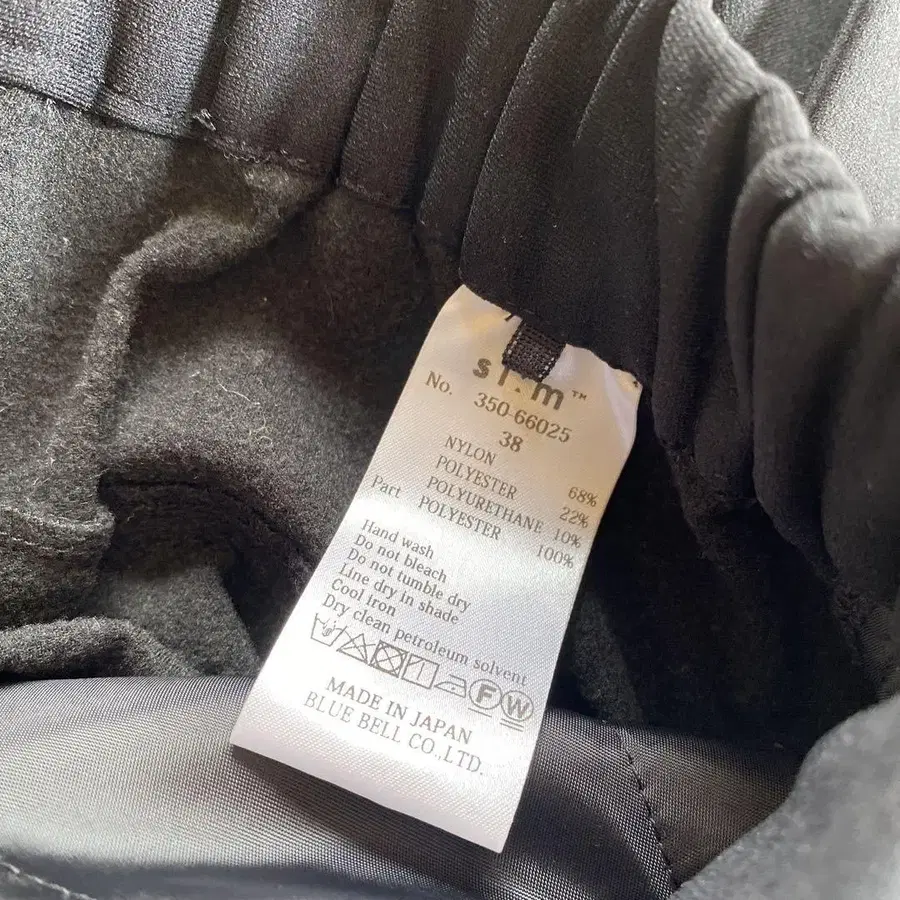 No. 350-66025
38
NYLON 68%
POLYESTER 22%
POLYURETHANE 10%
Part POLYESTER 100%
Hand wash
Do not bleach
Do not tumble dry
Line dry in shade
Cool iron
Dry clean petroleum solvent
F W
MADE IN JAPAN
BLUE BELL CO.,LTD.